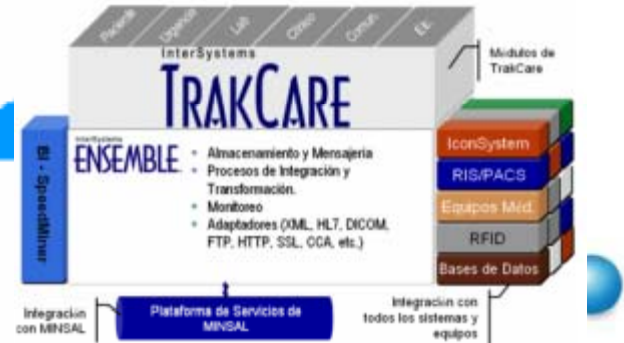 Paciente
Urgencia
Lab
Clínico
Comun.
Etc.
InterSystems
TRAKCARE
Módulos de
TrakCare
BI - SpeedMiner
InterSystems
ENSEMBLE
• Almacenamiento y Mensajería
• Procesos de Integración y
Transformación.
• Monitoreo
• Adaptadores (XML, HL7, DICOM,
FTP, HTTP, SSL, CCA, etc.)
IconSystem
RIS/PACS
Equipos Méd.
RFID
Bases de Datos
Integración
con MINSAL
Plataforma de Servicios de
MINSAL
Integración con
todos los sistemas y
equipos